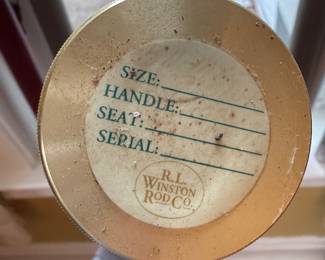 SIZE:
HANDLE:
SEAT:
SERIAL:
R.L.
WINSTON
ROD CO.